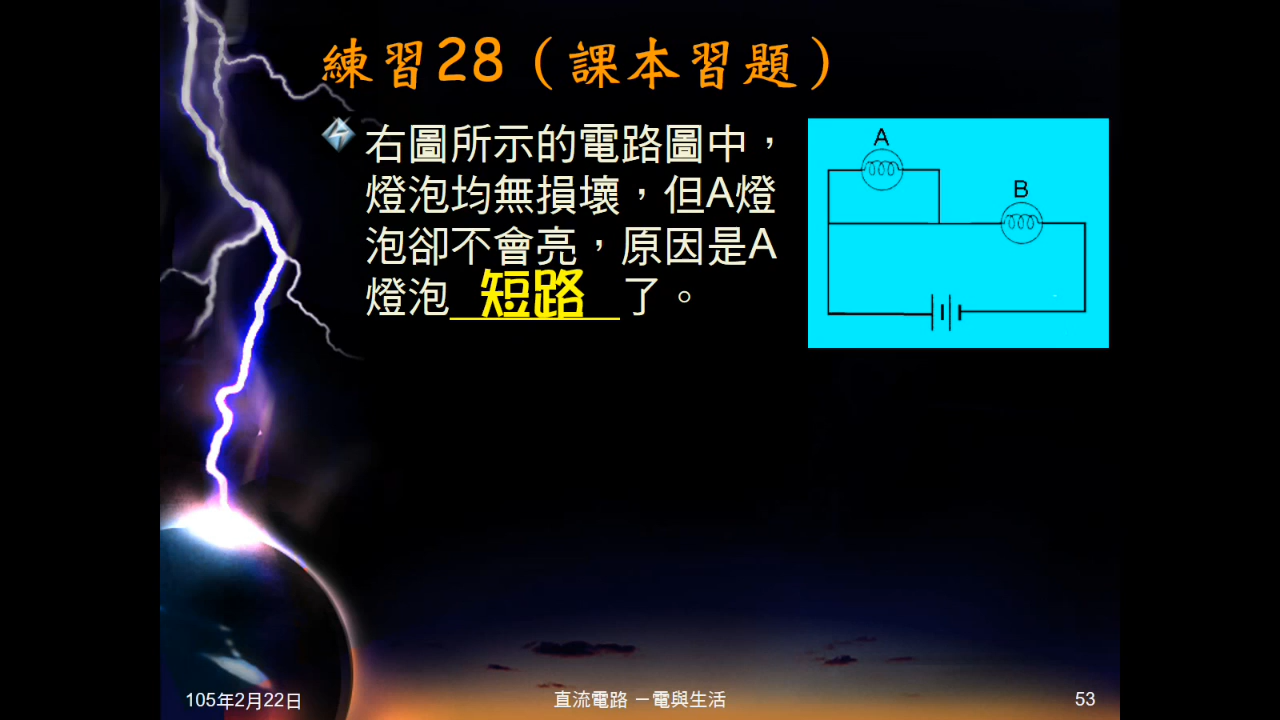 練習28（課本習題）
右圖所示的電路圖中，
燈泡均無損壞，但A燈
泡卻不會亮，原因是A
燈泡 短路 了。
A
B
105年2月22日
直流電路 －電與生活
53